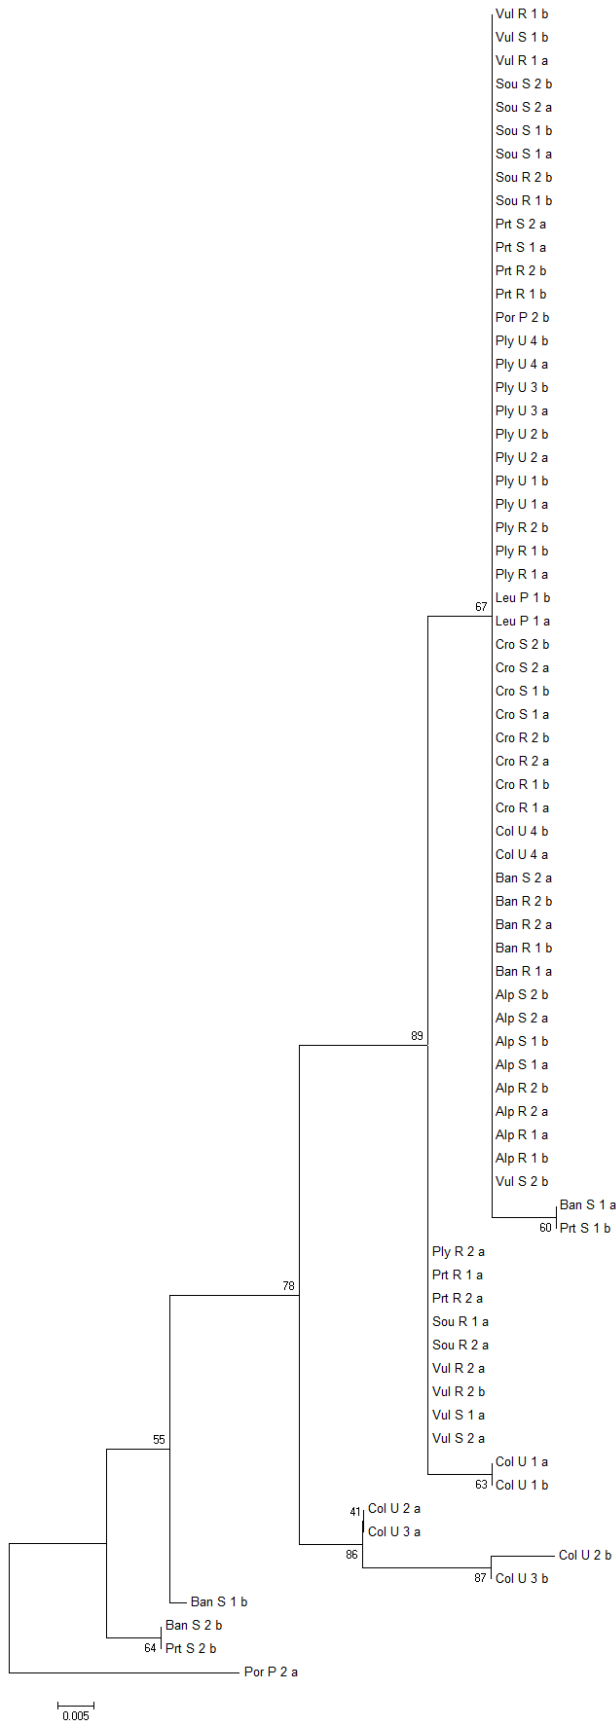 Vul R 1 b
Vul S 1 b
Vul R 1 a
Sou S 2 b
Sou S 2 a
Sou S 1 b
Sou S 1 a
Sou R 2 b
Sou R 1 b
Prt S 2 a
Prt S 1 a
Prt R 2 b
Prt R 1 b
Por P 2 b
Ply U 4 b
Ply U 4 a
Ply U 3 b
Ply U 3 a
Ply U 2 b
Ply U 2 a
Ply U 1 b
Ply U 1 a
Ply R 2 b
Ply R 1 b
Ply R 1 a
Leu P 1 b
67
Leu P 1 a
Cro S 2 b
Cro S 2 a
Cro S 1 b
Cro S 1 a
Cro R 2 b
Cro R 2 a
Cro R 1 b
Cro R 1 a
Col U 4 b
Col U 4 a
Ban S 2 a
Ban R 2 b
Ban R 2 a
Ban R 1 b
Ban R 1 a
Alp S 2 b
Alp S 2 a
89
Alp S 1 b
Alp S 1 a
Alp R 2 b
Alp R 2 a
Alp R 1 a
Alp R 1 b
Vul S 2 b
Ban S 1 a
60
Prt S 1 b
Ply R 2 a
Prt R 1 a
78
Prt R 2 a
Sou R 1 a
Sou R 2 a
Vul R 2 a
Vul R 2 b
Vul S 1 a
Vul S 2 a
55
Col U 1 a
63
Col U 1 b
41
Col U 2 a
Col U 3 a
86
Col U 2 b
87
Col U 3 b
Ban S 1 b
Ban S 2 b
64
Prt S 2 b
Por P 2 a
0.005